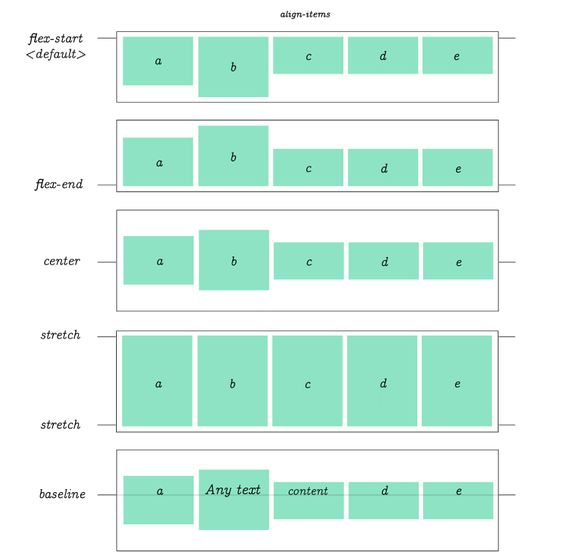 align-items
flex-start
<default>
a b c d e
a b c d e
flex-end
center a b c d e
stretch
a b c d e
stretch
baseline a Any text content d e